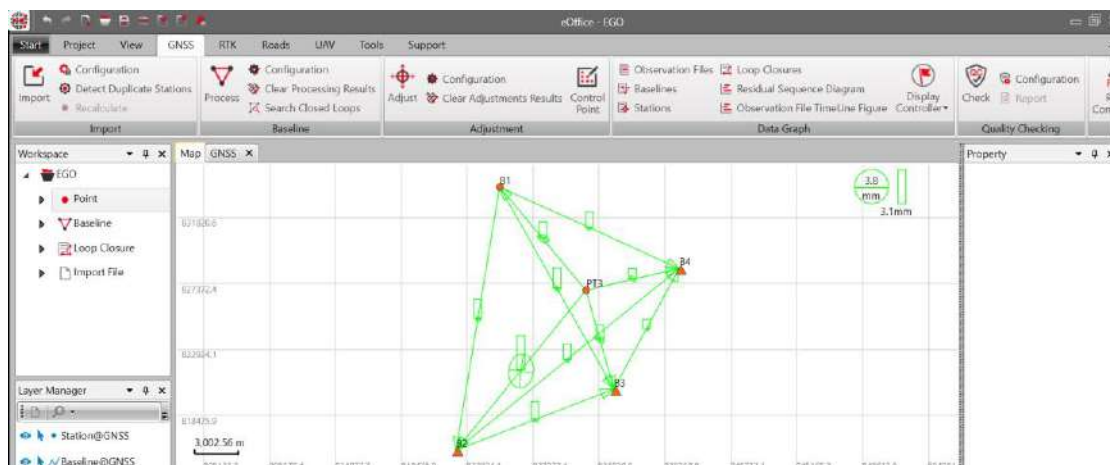 eOffice - EGO
Start Project View GNSS RTK Roads UAV Tools Support
Import
Configuration
Detect Duplicate Stations
Recalculate
Import
Process
Configuration
Clear Processing Results
Search Closed Loops
Baseline
Adjust
Configuration
Clear Adjustments Results
Control Point
Adjustment
Observation Files
Baselines
Stations
Loop Closures
Residual Sequence Diagram
Observation File TimeLine Figure
Display Controller
Data Graph
Check
Configuration
Report
Quality Checking
Workspace
EGO
Point
Baseline
Loop Closure
Import File
Layer Manager
Station@GNSS
Baseline@GNSS
Map GNSS
B1
3.8
mm
3.1mm
B4
PT3
827372.4
B3
B2
3,002.56 m
Property